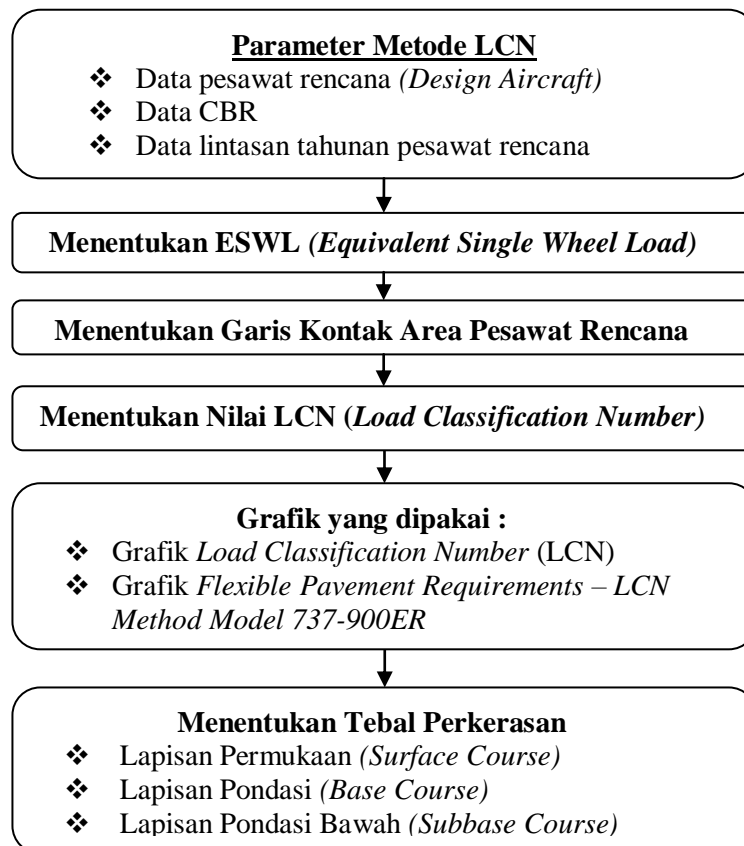 Parameter Metode LCN
❖ Data pesawat rencana (Design Aircraft)
❖ Data CBR
❖ Data lintasan tahunan pesawat rencana
Menentukan ESWL (Equivalent Single Wheel Load)
Menentukan Garis Kontak Area Pesawat Rencana
Menentukan Nilai LCN (Load Classification Number)
Grafik yang dipakai :
❖ Grafik Load Classification Number (LCN)
❖ Grafik Flexible Pavement Requirements – LCN
Method Model 737-900ER
Menentukan Tebal Perkerasan
❖ Lapisan Permukaan (Surface Course)
❖ Lapisan Pondasi (Base Course)
❖ Lapisan Pondasi Bawah (Subbase Course)